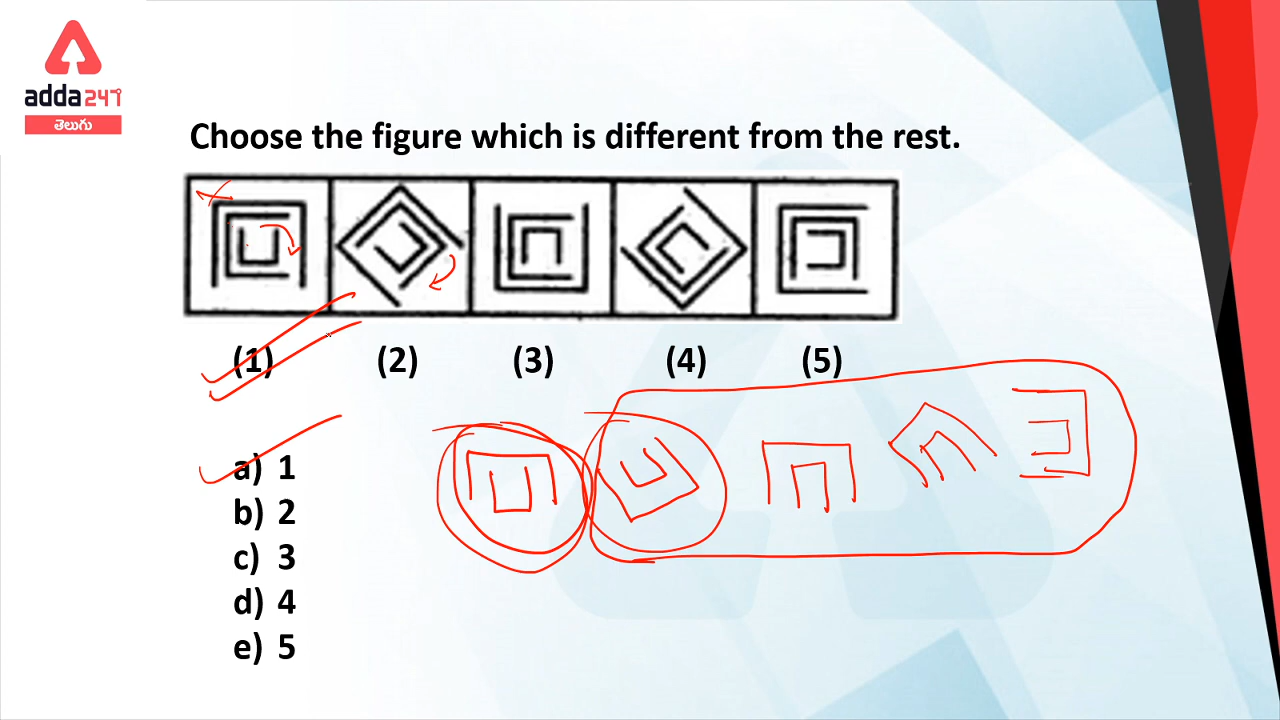 adda247
తెలుగు
Choose the figure which is different from the rest.
(1) (2) (3) (4) (5)
a) 1
b) 2
c) 3
d) 4
e) 5